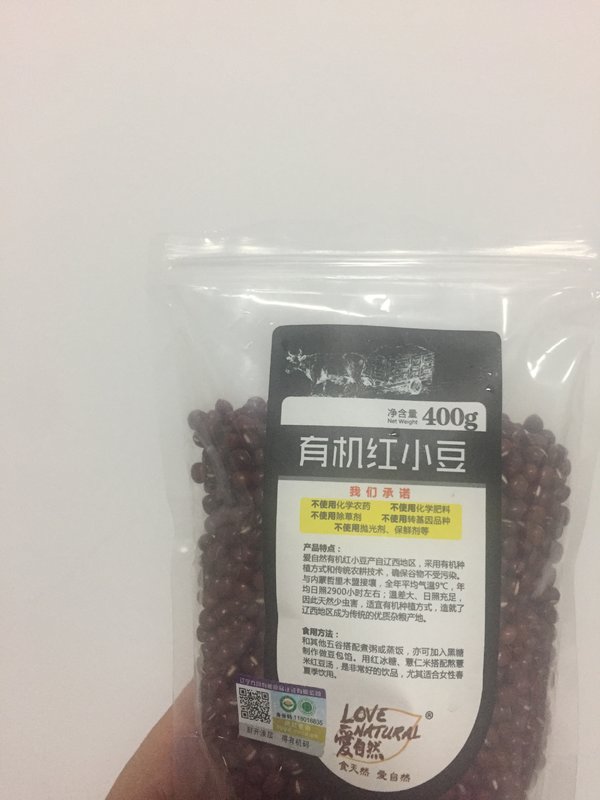 净含量 400g
Net Weight
有机红小豆
我们承诺
不使用化学农药 不使用化学肥料
不使用除草剂 不使用转基因品种
不使用抛光剂、保鲜剂等
产品特点：
爱自然有机红小豆产自辽西地区，采用有机种
植方式和传统农耕技术，确保谷物不受污染。
与内蒙哲里木盟接壤，全年平均气温9℃，年
均日照2900小时左右；温差大、日照充足，
因此天然少虫害，适宜有机种植方式，造就了
辽西地区成为传统的优质杂粮产地。
食用方法：
和其他五谷搭配煮粥或蒸饭，亦可加入黑糖
制作做豆包馅。用红冰糖、薏仁米搭配熬薏
米红豆汤，是非常好的饮品，尤其适合女性春
夏季饮用。
刮开涂层 得有机码
LOVE
NATURAL ®
爱自然
食天然 爱自然